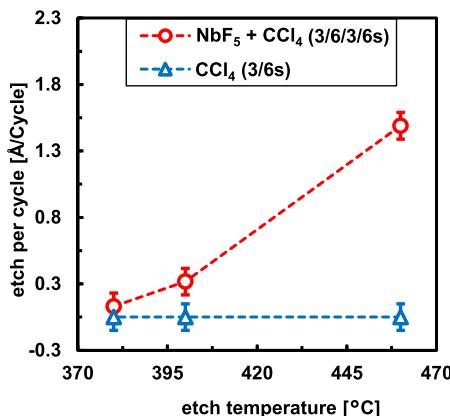 2.3
NbF5 + CCl4 (3/6/3/6s)
CCl4 (3/6s)
1.8
1.3
0.8
0.3
-0.3
etch per cycle [Å/Cycle]
370 395 420 445 470
etch temperature [°C]